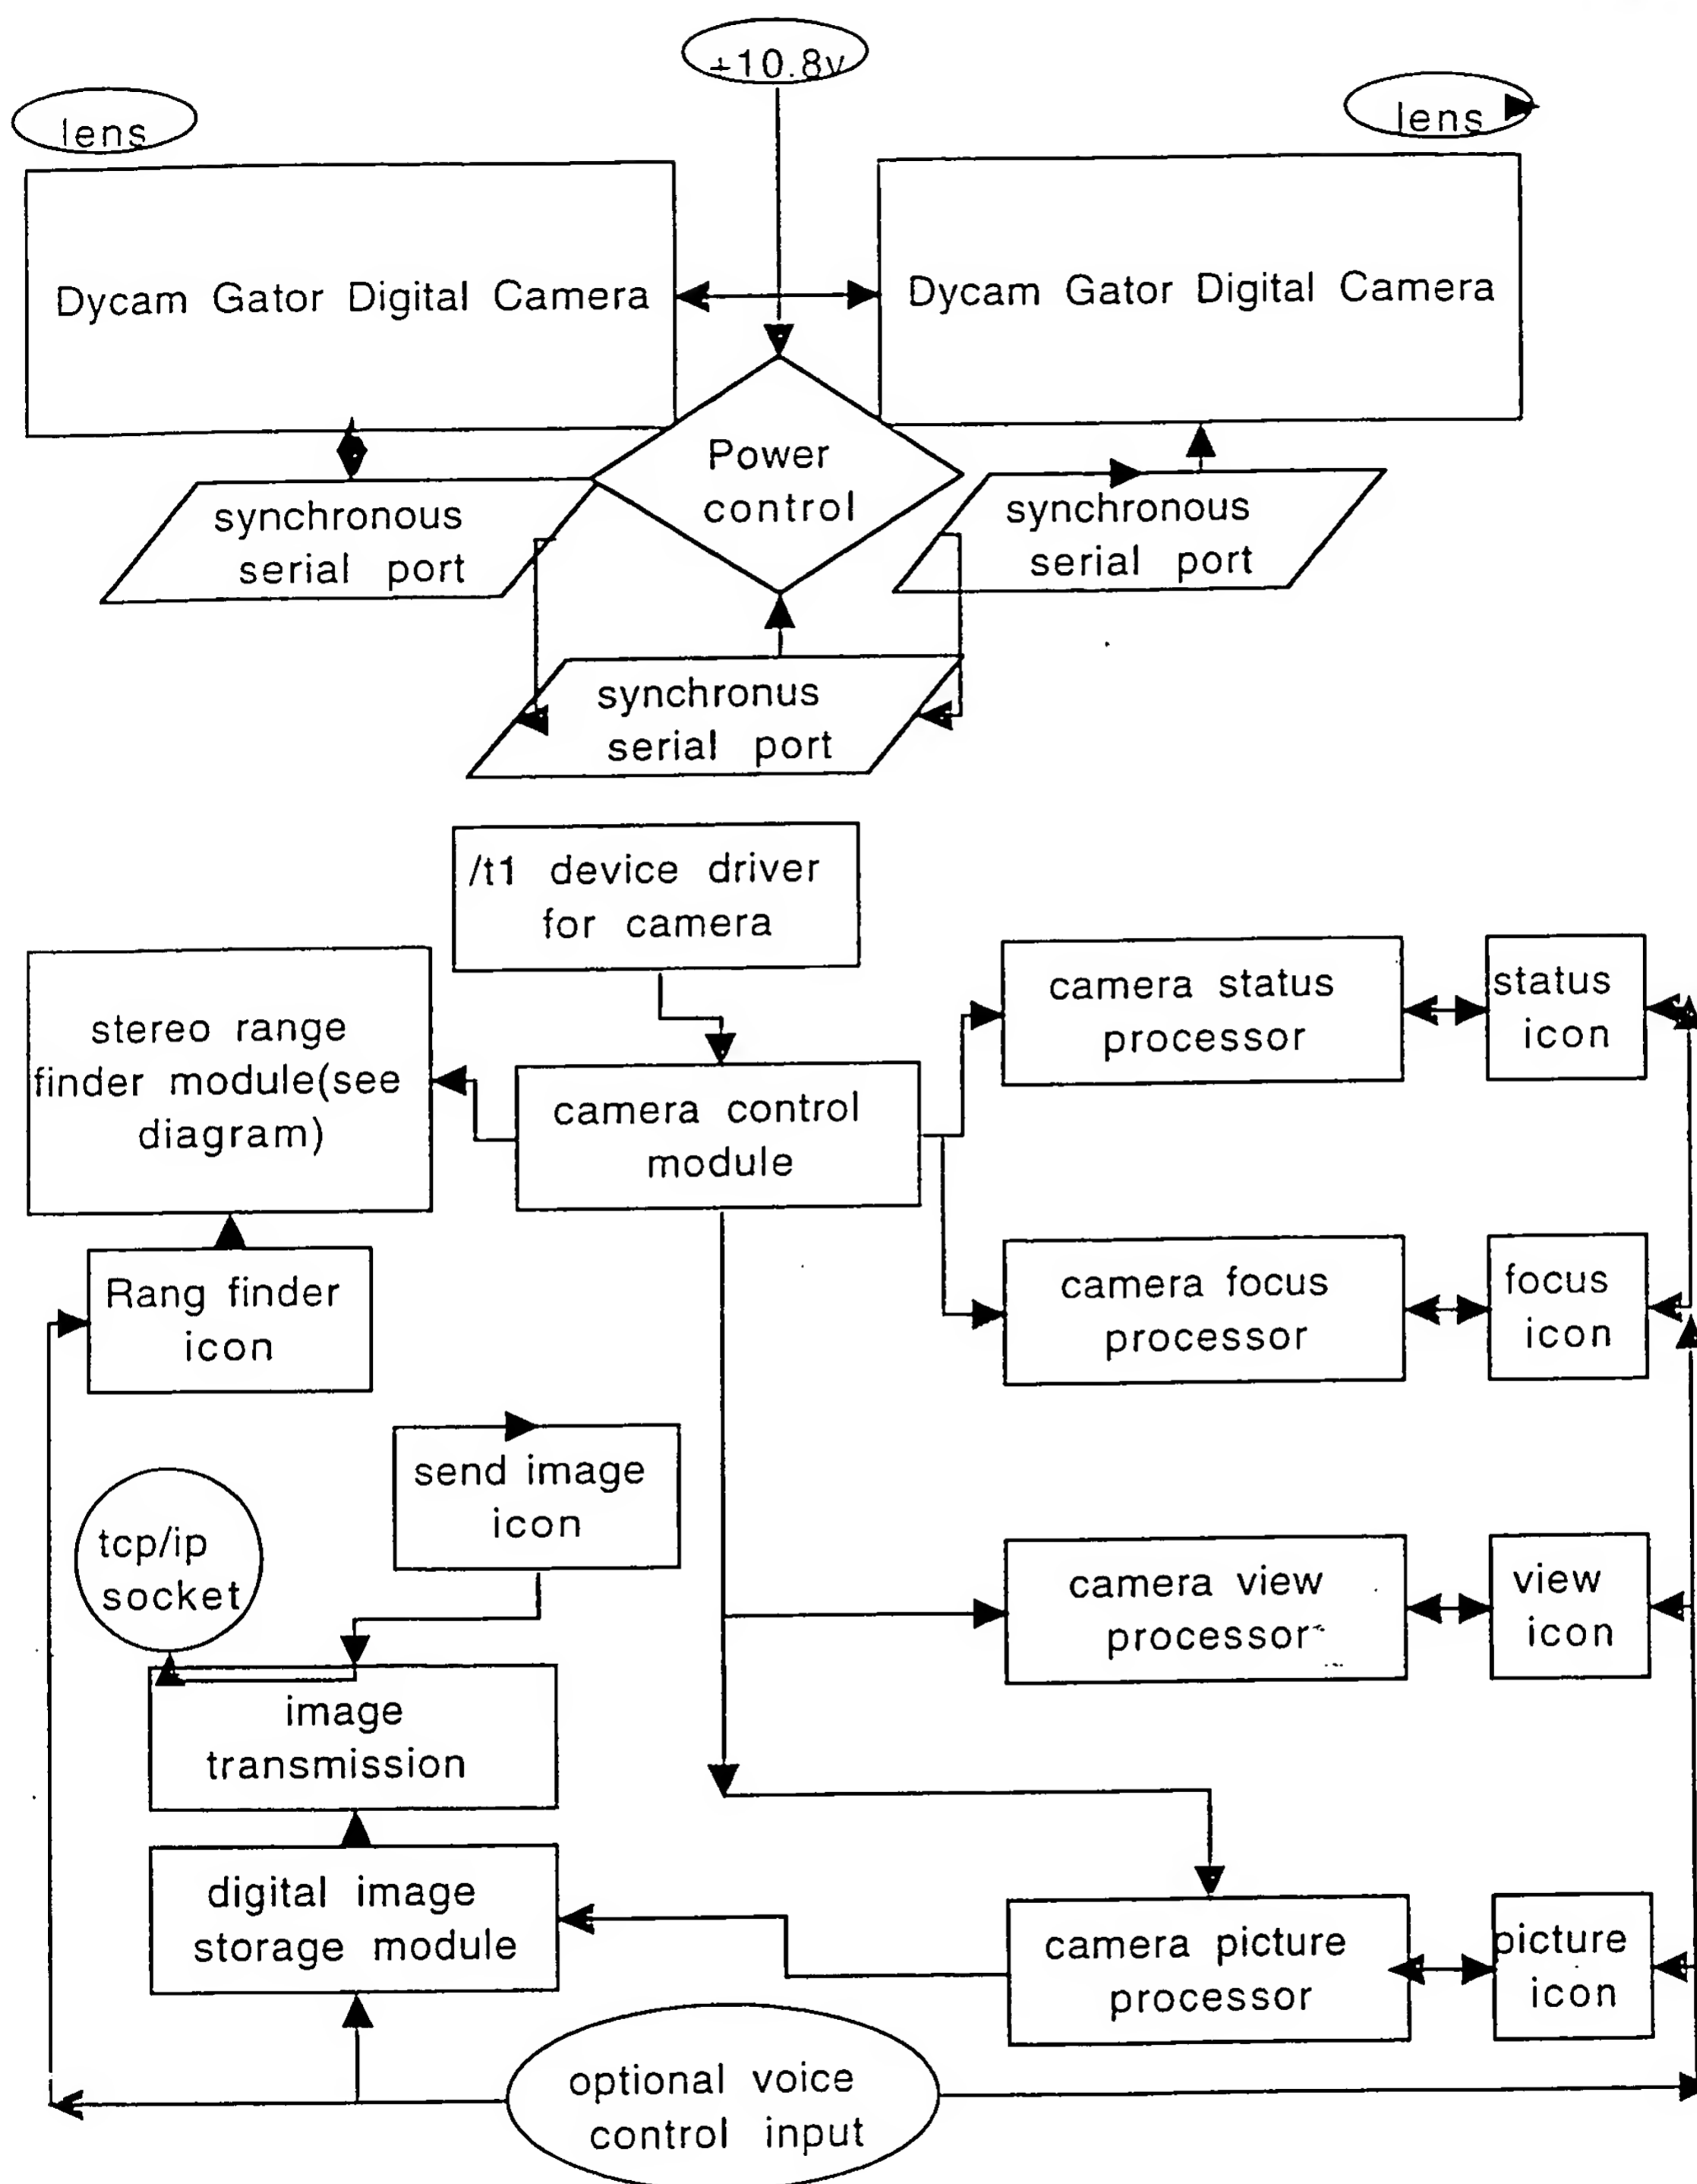 +10.8v
lens
lens
Dycam Gator Digital Camera
Dycam Gator Digital Camera
Power
control
synchronous
serial port
synchronous
serial port
synchronus
serial port
/t1 device driver
for camera
stereo range
finder module(see
diagram)
camera control
module
camera status
processor
status
icon
Rang finder
icon
camera focus
processor
focus
icon
send image
icon
tcp/ip
socket
camera view
processor
view
icon
image
transmission
digital image
storage module
camera picture
processor
picture
icon
optional voice
control input